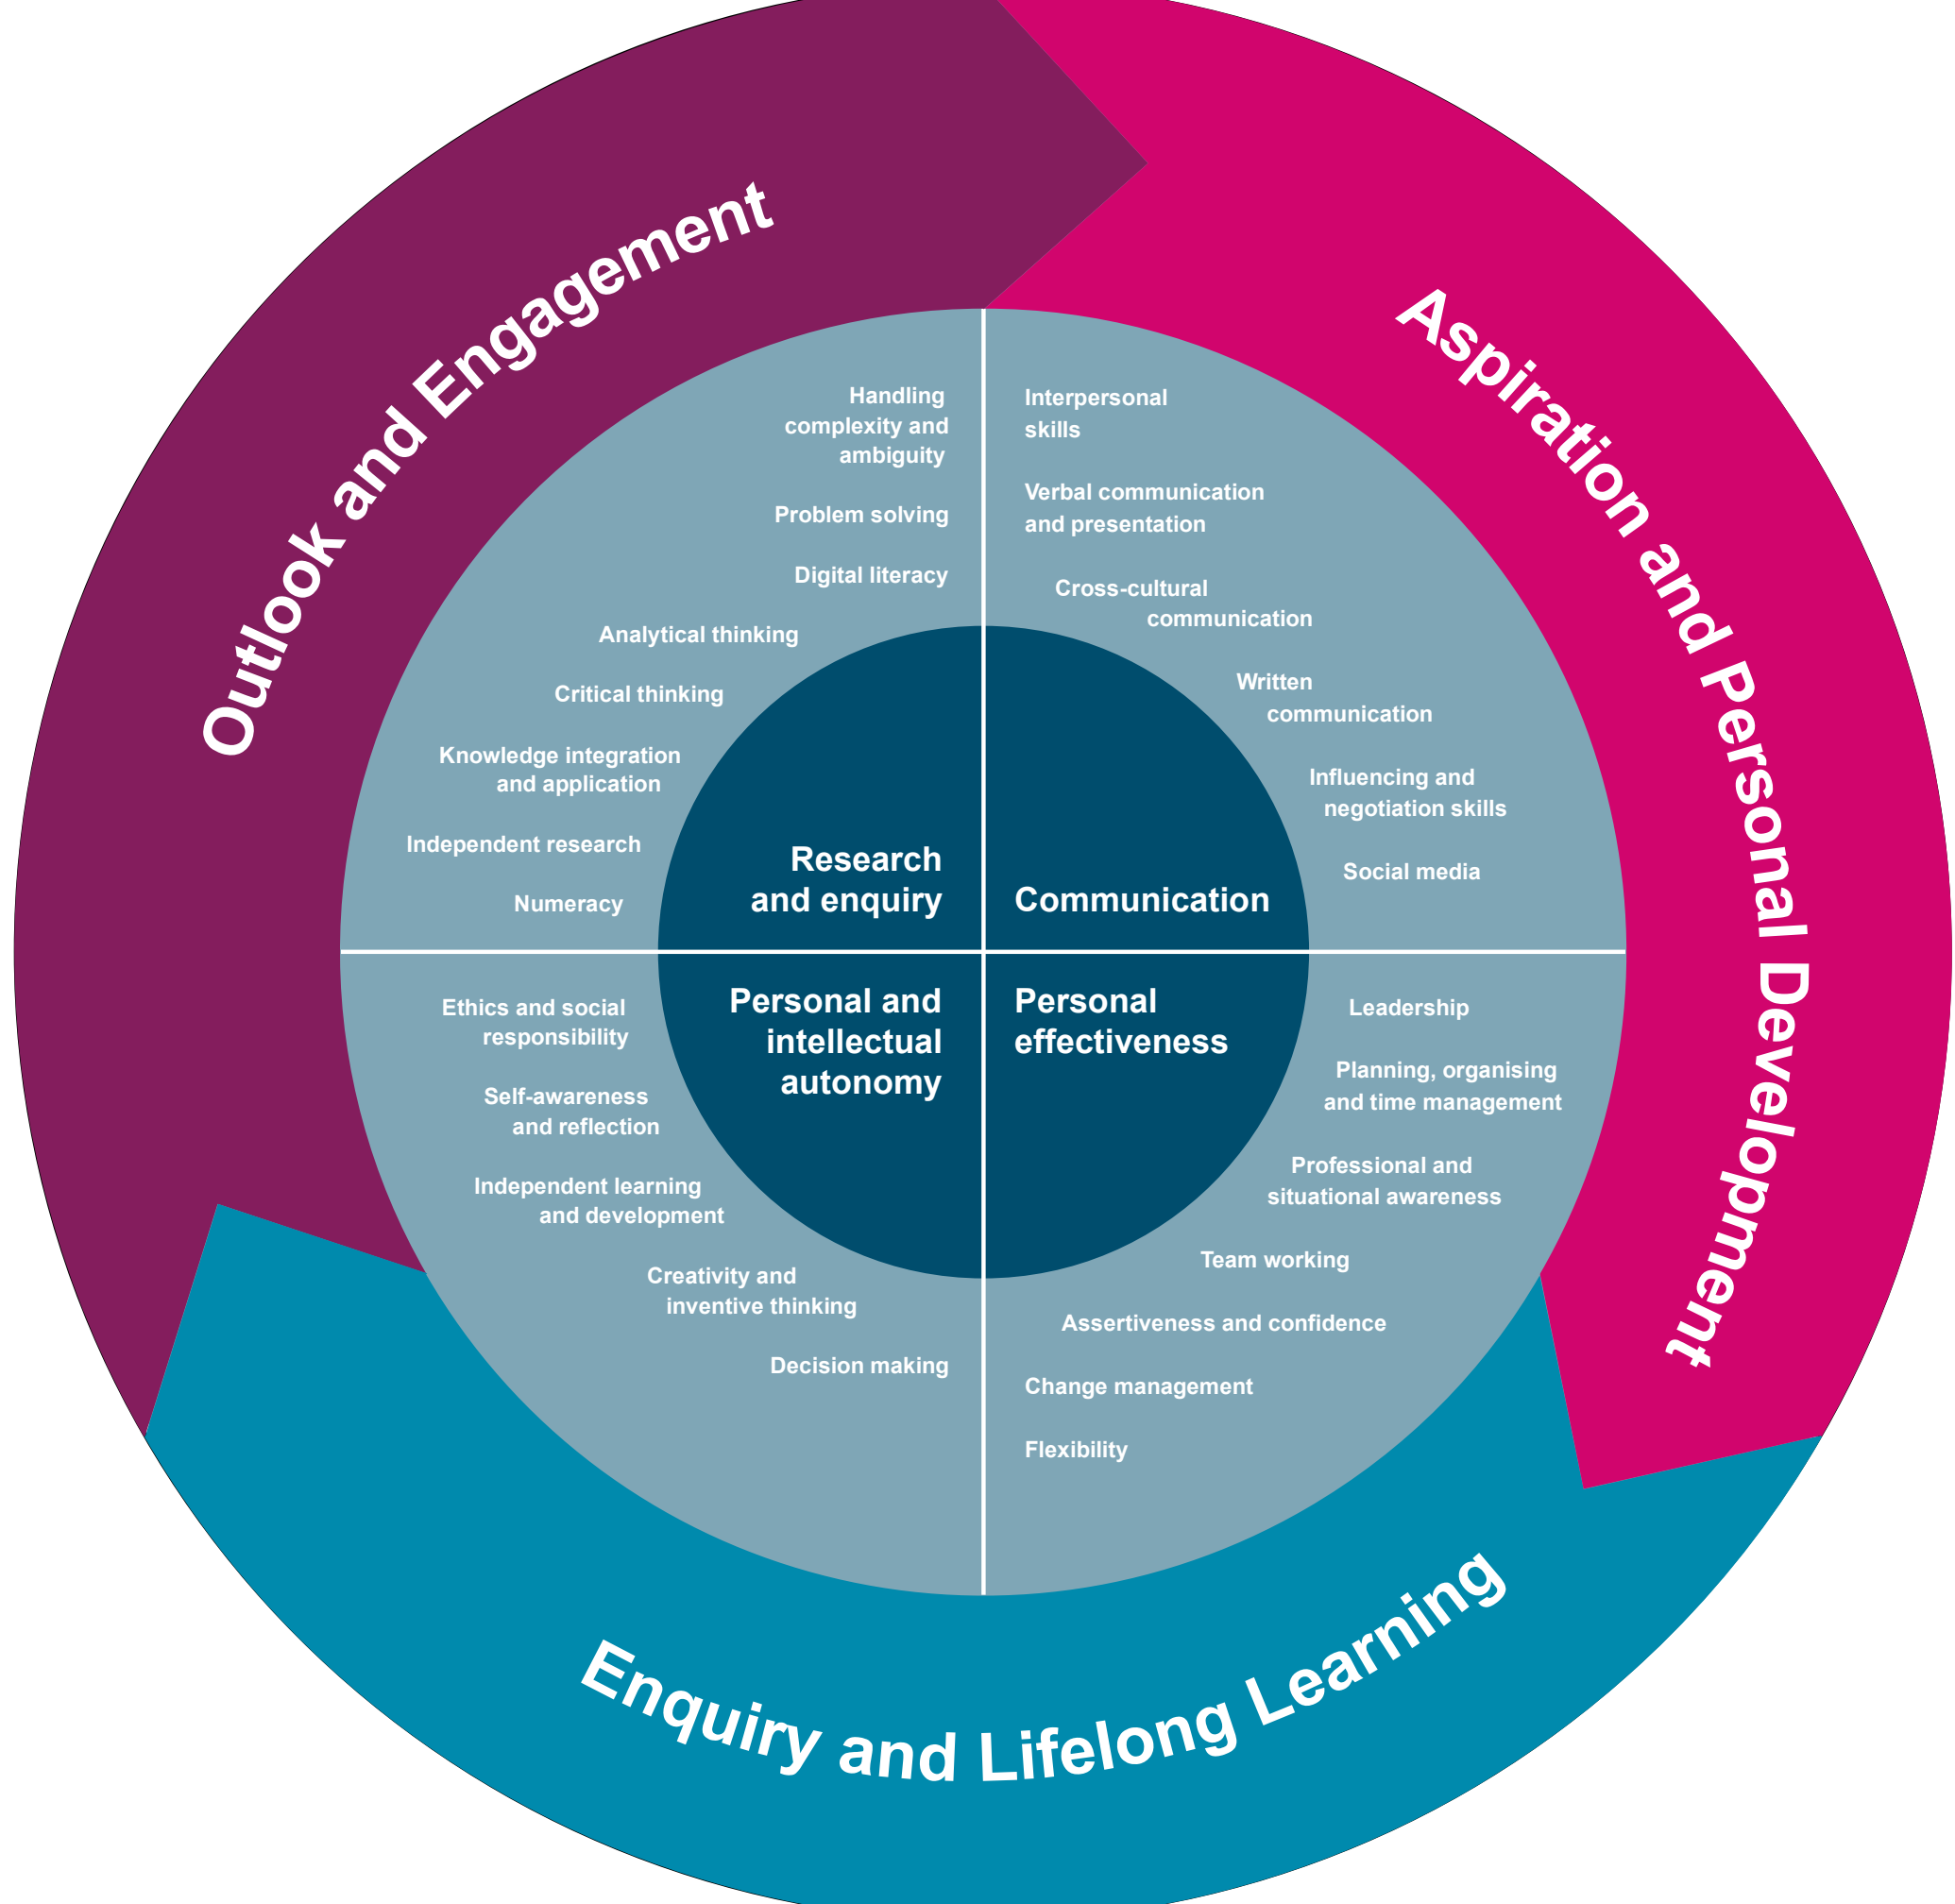 Outlook and Engagement
Aspiration and Personal Development
Enquiry and Lifelong Learning
Handling
complexity and
ambiguity
Problem solving
Digital literacy
Analytical thinking
Critical thinking
Knowledge integration
and application
Independent research
Numeracy
Research
and enquiry
Interpersonal
skills
Verbal communication
and presentation
Cross-cultural
communication
Written
communication
Influencing and
negotiation skills
Social media
Communication
Ethics and social
responsibility
Self-awareness
and reflection
Independent learning
and development
Creativity and
inventive thinking
Decision making
Personal and
intellectual
autonomy
Personal
effectiveness
Leadership
Planning, organising
and time management
Professional and
situational awareness
Team working
Assertiveness and confidence
Change management
Flexibility